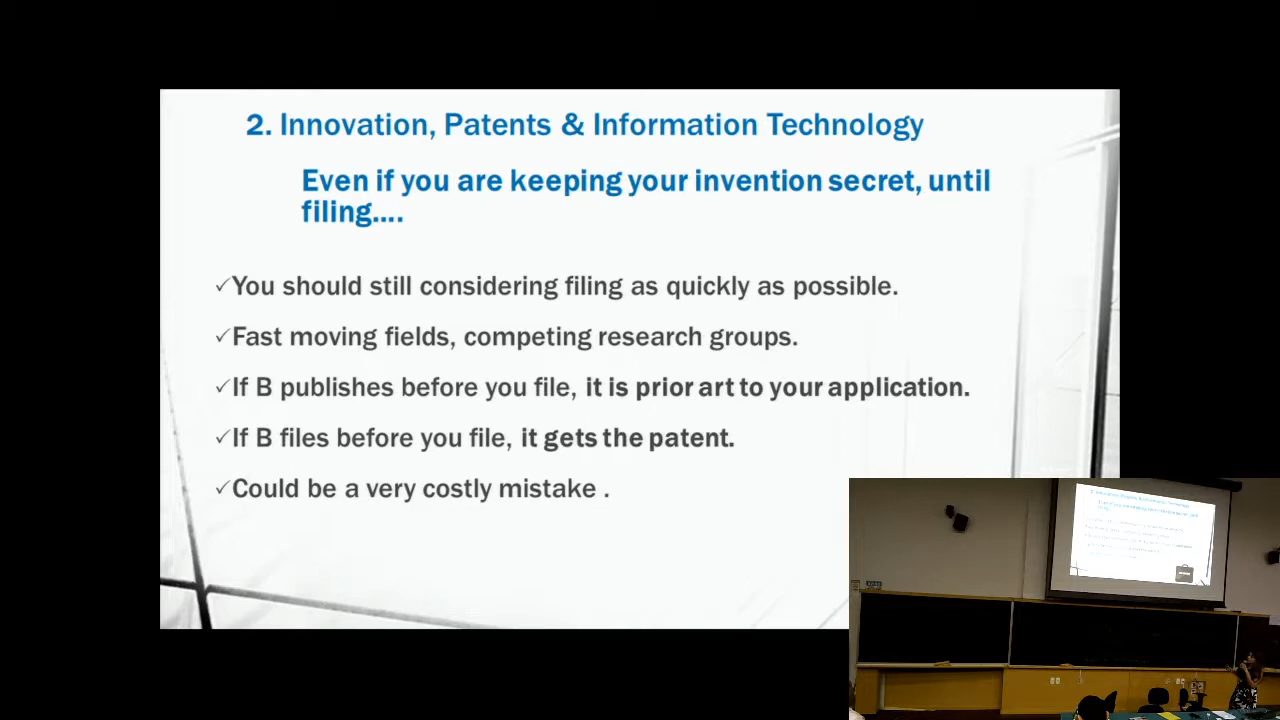 2. Innovation, Patents & Information Technology
Even if you are keeping your invention secret, until
filing....
✓You should still considering filing as quickly as possible.
✓Fast moving fields, competing research groups.
✓If B publishes before you file, it is prior art to your application.
✓If B files before you file, it gets the patent.
✓Could be a very costly mistake .